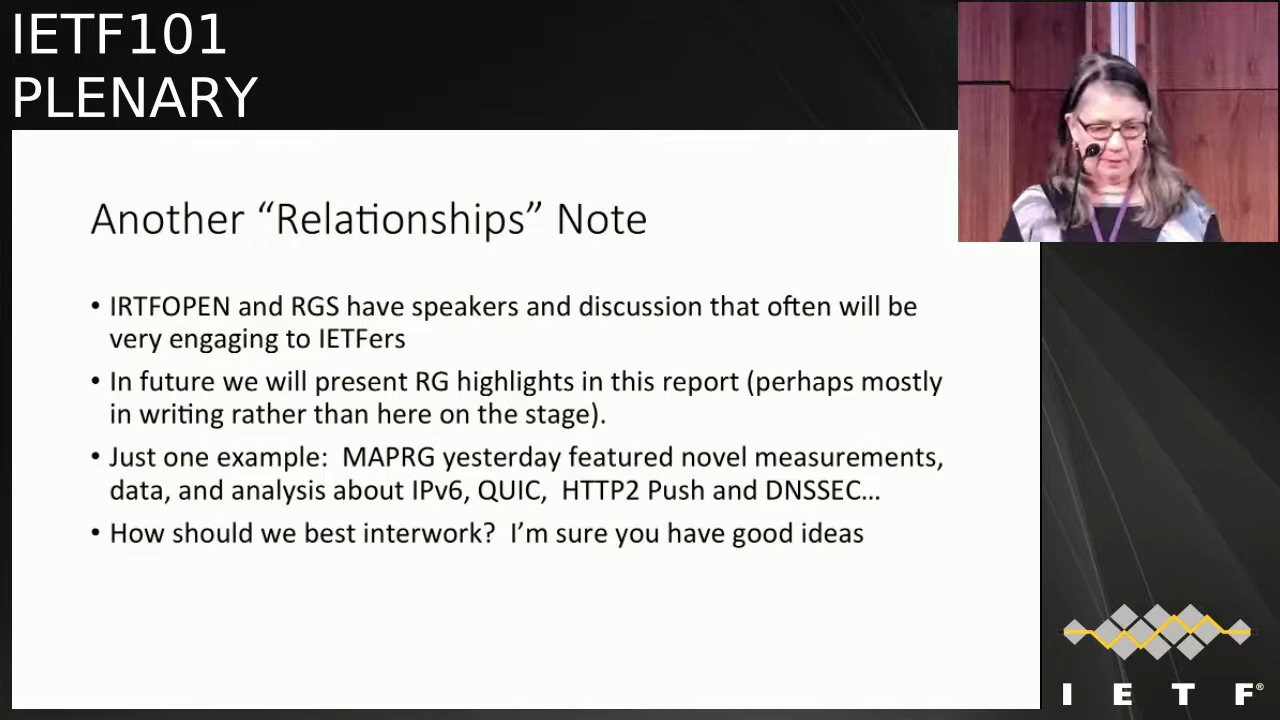 IETF101
PLENARY
Another “Relationships” Note
• IRTFOPEN and RGS have speakers and discussion that often will be
very engaging to IETFers
• In future we will present RG highlights in this report (perhaps mostly
in writing rather than here on the stage).
• Just one example:  MAPRG yesterday featured novel measurements,
data, and analysis about IPv6, QUIC,  HTTP2 Push and DNSSEC…
• How should we best interwork?  I’m sure you have good ideas
I E T F®